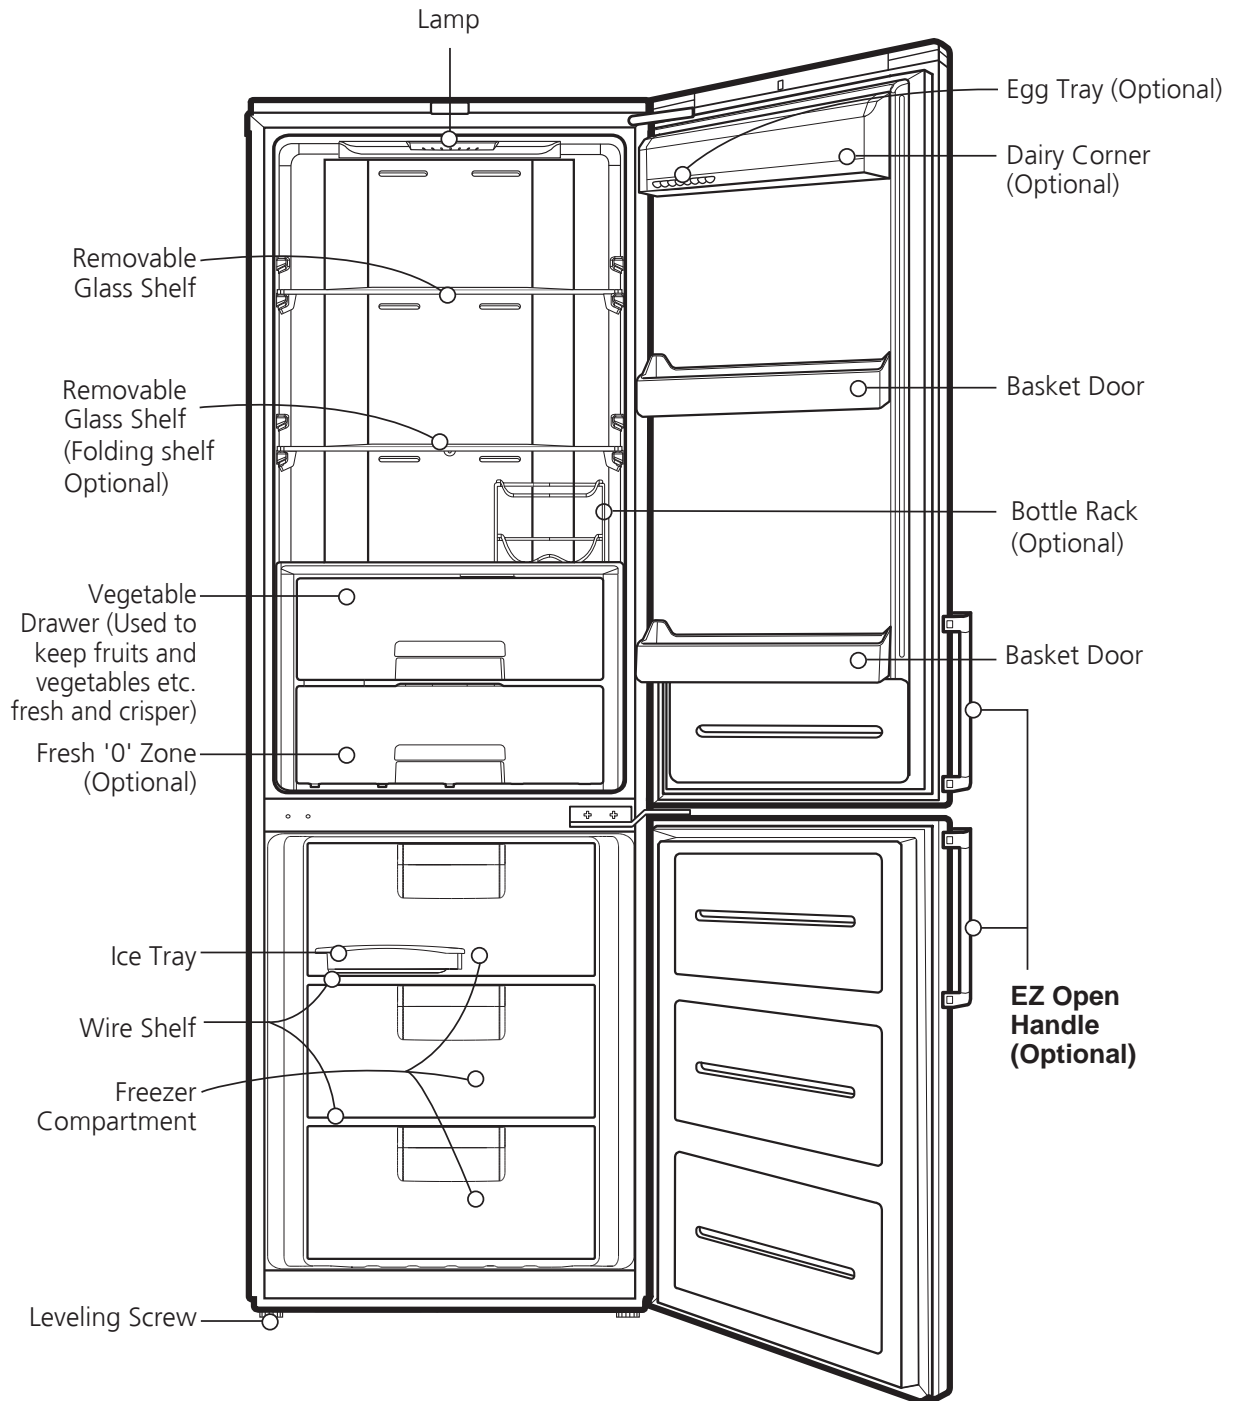 Lamp
Egg Tray (Optional)
Dairy Corner
(Optional)
Removable
Glass Shelf
Removable
Glass Shelf
(Folding shelf
Optional)
Basket Door
Bottle Rack
(Optional)
Vegetable
Drawer (Used to
keep fruits and
vegetables etc.
fresh and crisper)
Basket Door
Fresh '0' Zone
(Optional)
Ice Tray
Wire Shelf
EZ Open
Handle
(Optional)
Freezer
Compartment
Leveling Screw